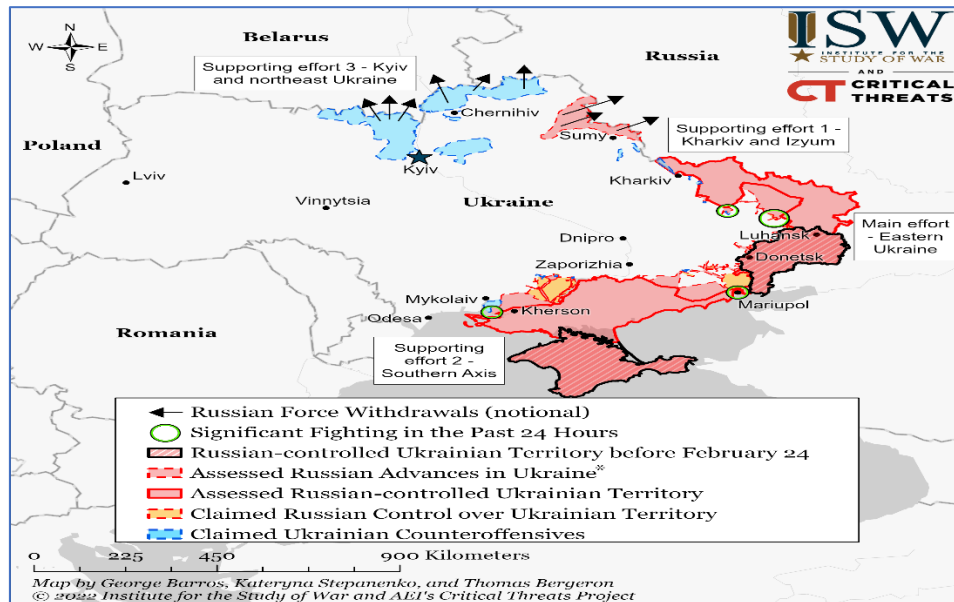 N
W
E
S
Belarus
Russia
ISW
INSTITUTE FOR THE
STUDY OF WAR
AND
CT CRITICAL
THREATS
Supporting effort 3 - Kyiv
and northeast Ukraine
Chernihiv
Sumy
Supporting effort 1 -
Kharkiv and Izyum
Poland
Kyiv
Lviv
Kharkiv
Vinnytsia
Ukraine
Main effort
- Eastern
Ukraine
Luhansk
Dnipro
Donetsk
Zaporizhia
Mykolaiv
Mariupol
Odesa
Kherson
Romania
Supporting
effort 2 -
Southern Axis
Russian Force Withdrawals (notional)
Significant Fighting in the Past 24 Hours
Russian-controlled Ukrainian Territory before February 24
Assessed Russian Advances in Ukraine*
Assessed Russian-controlled Ukrainian Territory
Claimed Russian Control over Ukrainian Territory
Claimed Ukrainian Counteroffensives
0 225 450 900 Kilometers
Map by George Barros, Kateryna Stepanenko, and Thomas Bergeron
© 2022 Institute for the Study of War and AEI's Critical Threats Project